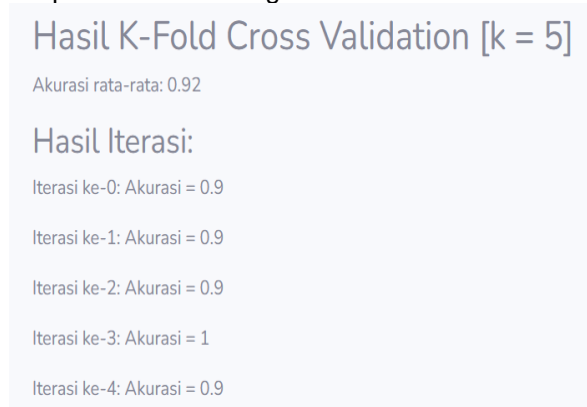 Hasil K-Fold Cross Validation [k = 5]
Akurasi rata-rata: 0.92
Hasil Iterasi:
Iterasi ke-0: Akurasi = 0.9
Iterasi ke-1: Akurasi = 0.9
Iterasi ke-2: Akurasi = 0.9
Iterasi ke-3: Akurasi = 1
Iterasi ke-4: Akurasi = 0.9